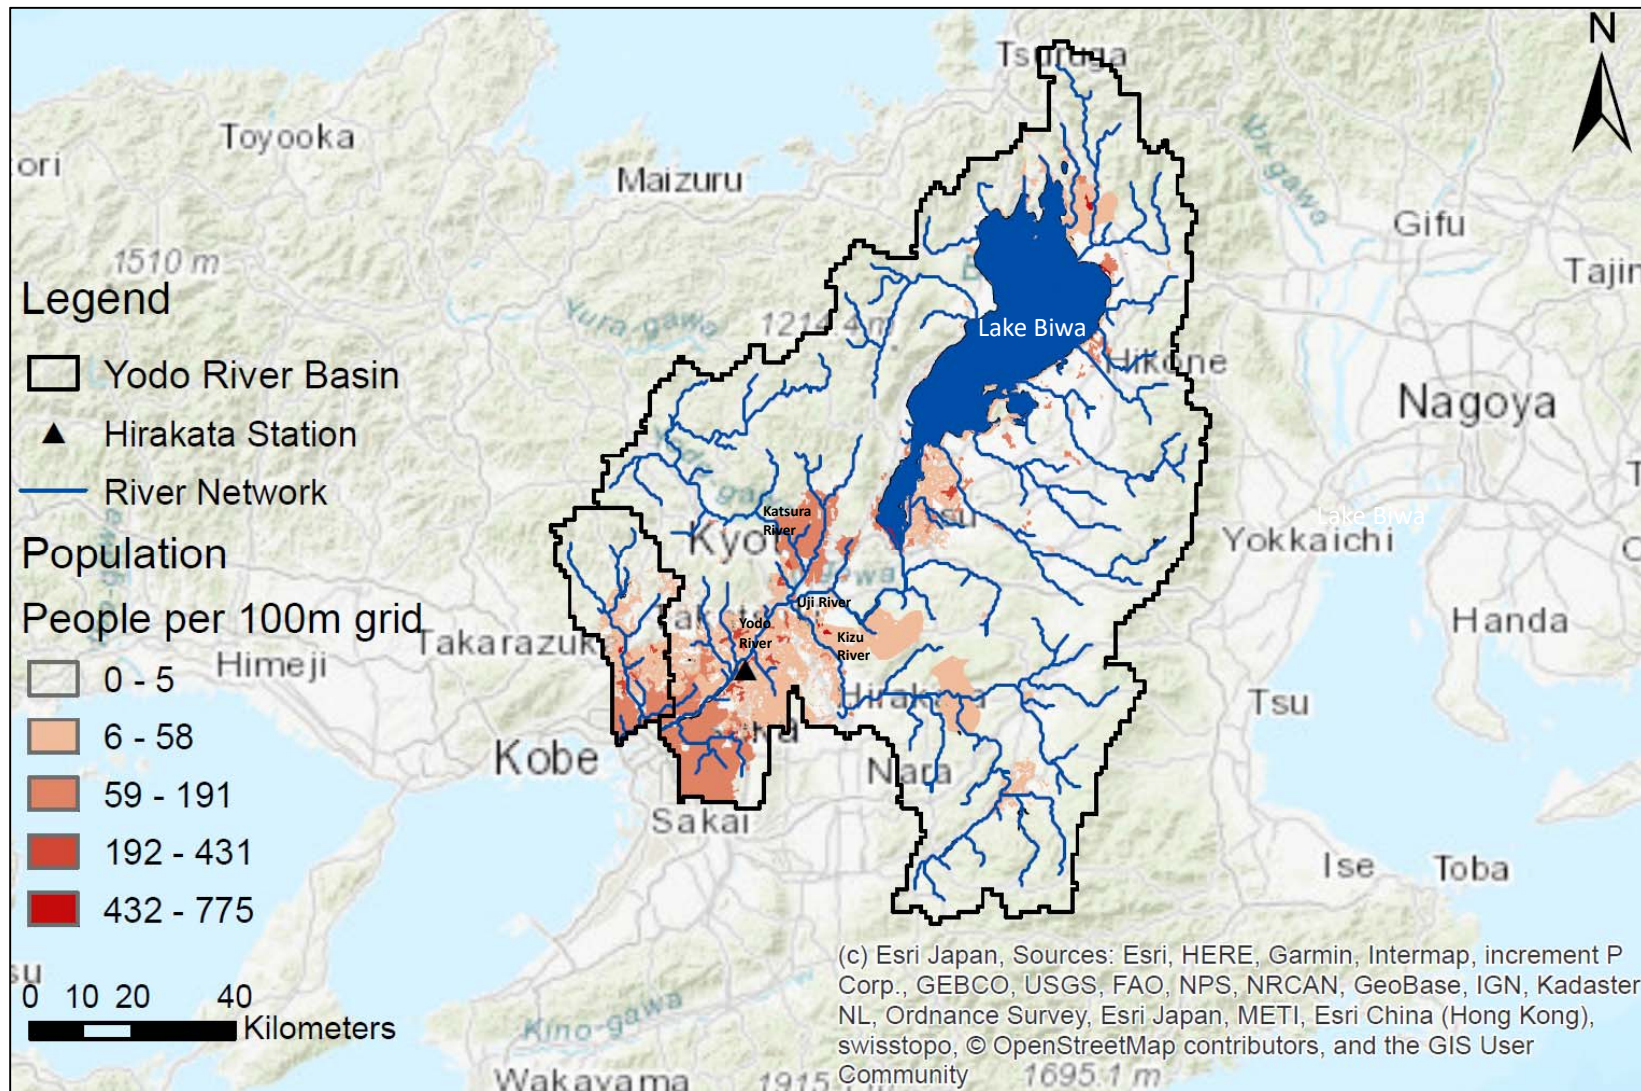 N
Tsuruga
Toyooka
Maizuru
Gifu
1510 m
Legend
Yura-gawa
1214.4 m
Lake Biwa
Hikone
Yodo River Basin
Nagoya
Hirakata Station
River Network
Katsura
River
Lake Biwa
Yokkaichi
Population
People per 100m grid
Uji River
Yodo
River
Kizu
River
Handa
Himeji
0 - 5
Hirakata
Tsu
6 - 58
Kobe
Nara
59 - 191
Sakai
192 - 431
Ise
Toba
432 - 775
0 10 20 40
Kilometers
Kino-gawa
(c) Esri Japan, Sources: Esri, HERE, Garmin, Intermap, increment P
Corp., GEBCO, USGS, FAO, NPS, NRCAN, GeoBase, IGN, Kadaster
NL, Ordnance Survey, Esri Japan, METI, Esri China (Hong Kong),
swisstopo, © OpenStreetMap contributors, and the GIS User
Community
Wakayama
1695.1 m